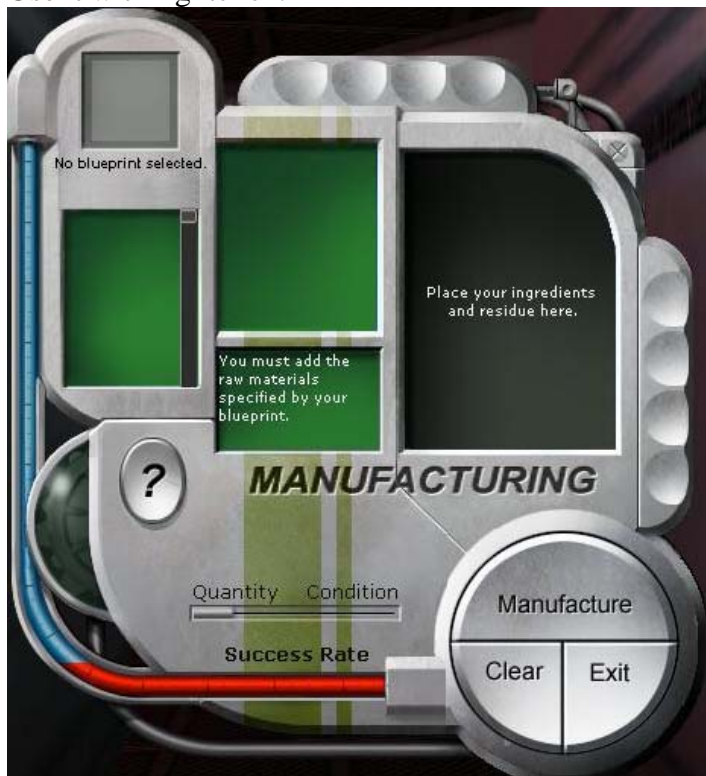 No blueprint selected.
Place your ingredients
and residue here.
You must add the
raw materials
specified by your
blueprint.
?
MANUFACTURING
Quantity Condition
Success Rate
Manufacture
Clear Exit